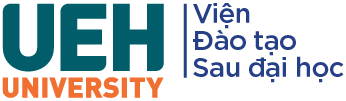 UEH
UNIVERSITY
Viện
Đào tạo
Sau đại học